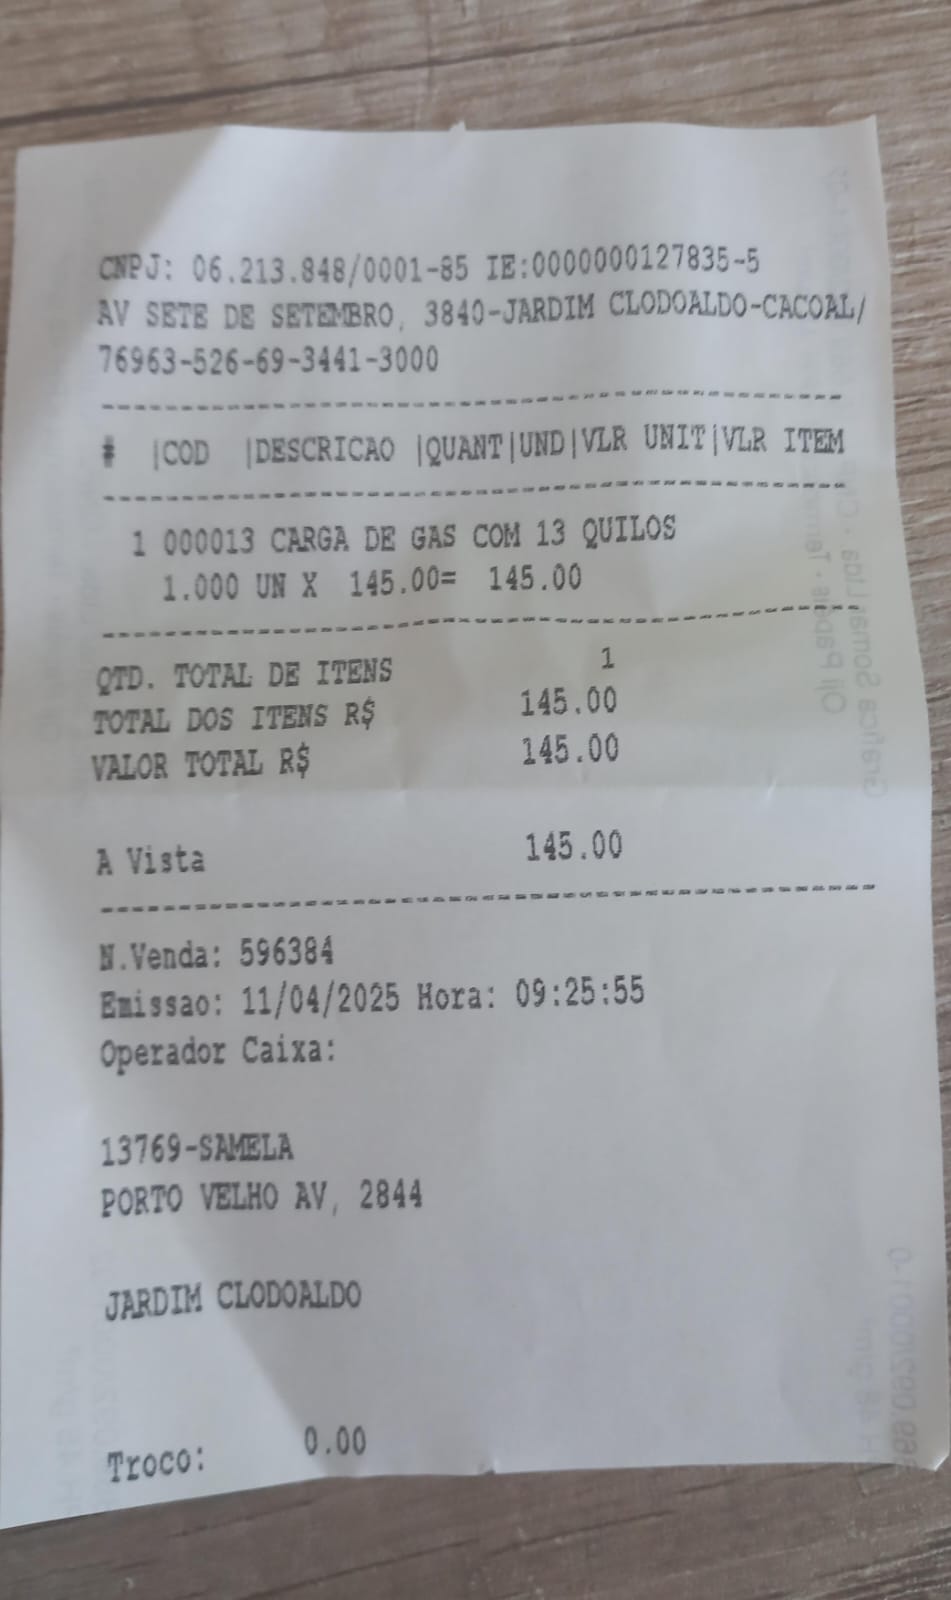 CNPJ: 06.213.848/0001-85 IE:0000000127835-5
AV SETE DE SETEMBRO, 3840-JARDIM CLODOALDO-CACOAL/
76963-526-69-3441-3000
# |COD |DESCRICAO |QUANT|UND|VLR UNIT|VLR ITEM
1 000013 CARGA DE GAS COM 13 QUILOS
1.000 UN X 145.00= 145.00
QTD. TOTAL DE ITENS 1
TOTAL DOS ITENS R$ 145.00
VALOR TOTAL R$ 145.00
A Vista 145.00
N.Venda: 596384
Emissao: 11/04/2025 Hora: 09:25:55
Operador Caixa:
13769-SAMELA
PORTO VELHO AV, 2844
JARDIM CLODOALDO
Troco: 0.00